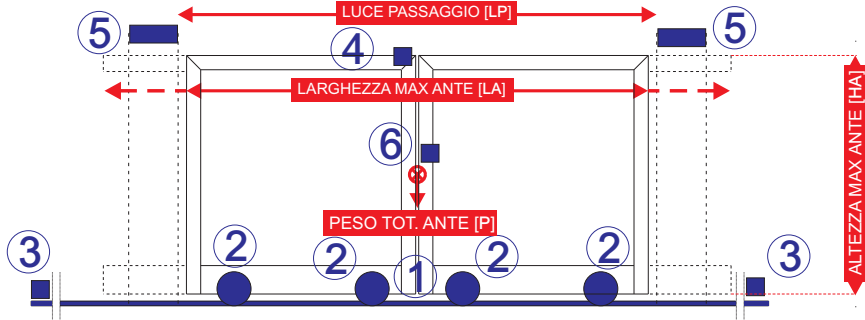 LUCE PASSAGGIO [LP]
5
5
4
LARGHEZZA MAX ANTE [LA]
ALTEZZA MAX ANTE [HA]
6
PESO TOT. ANTE [P]
3
2
2
1
2
2
3